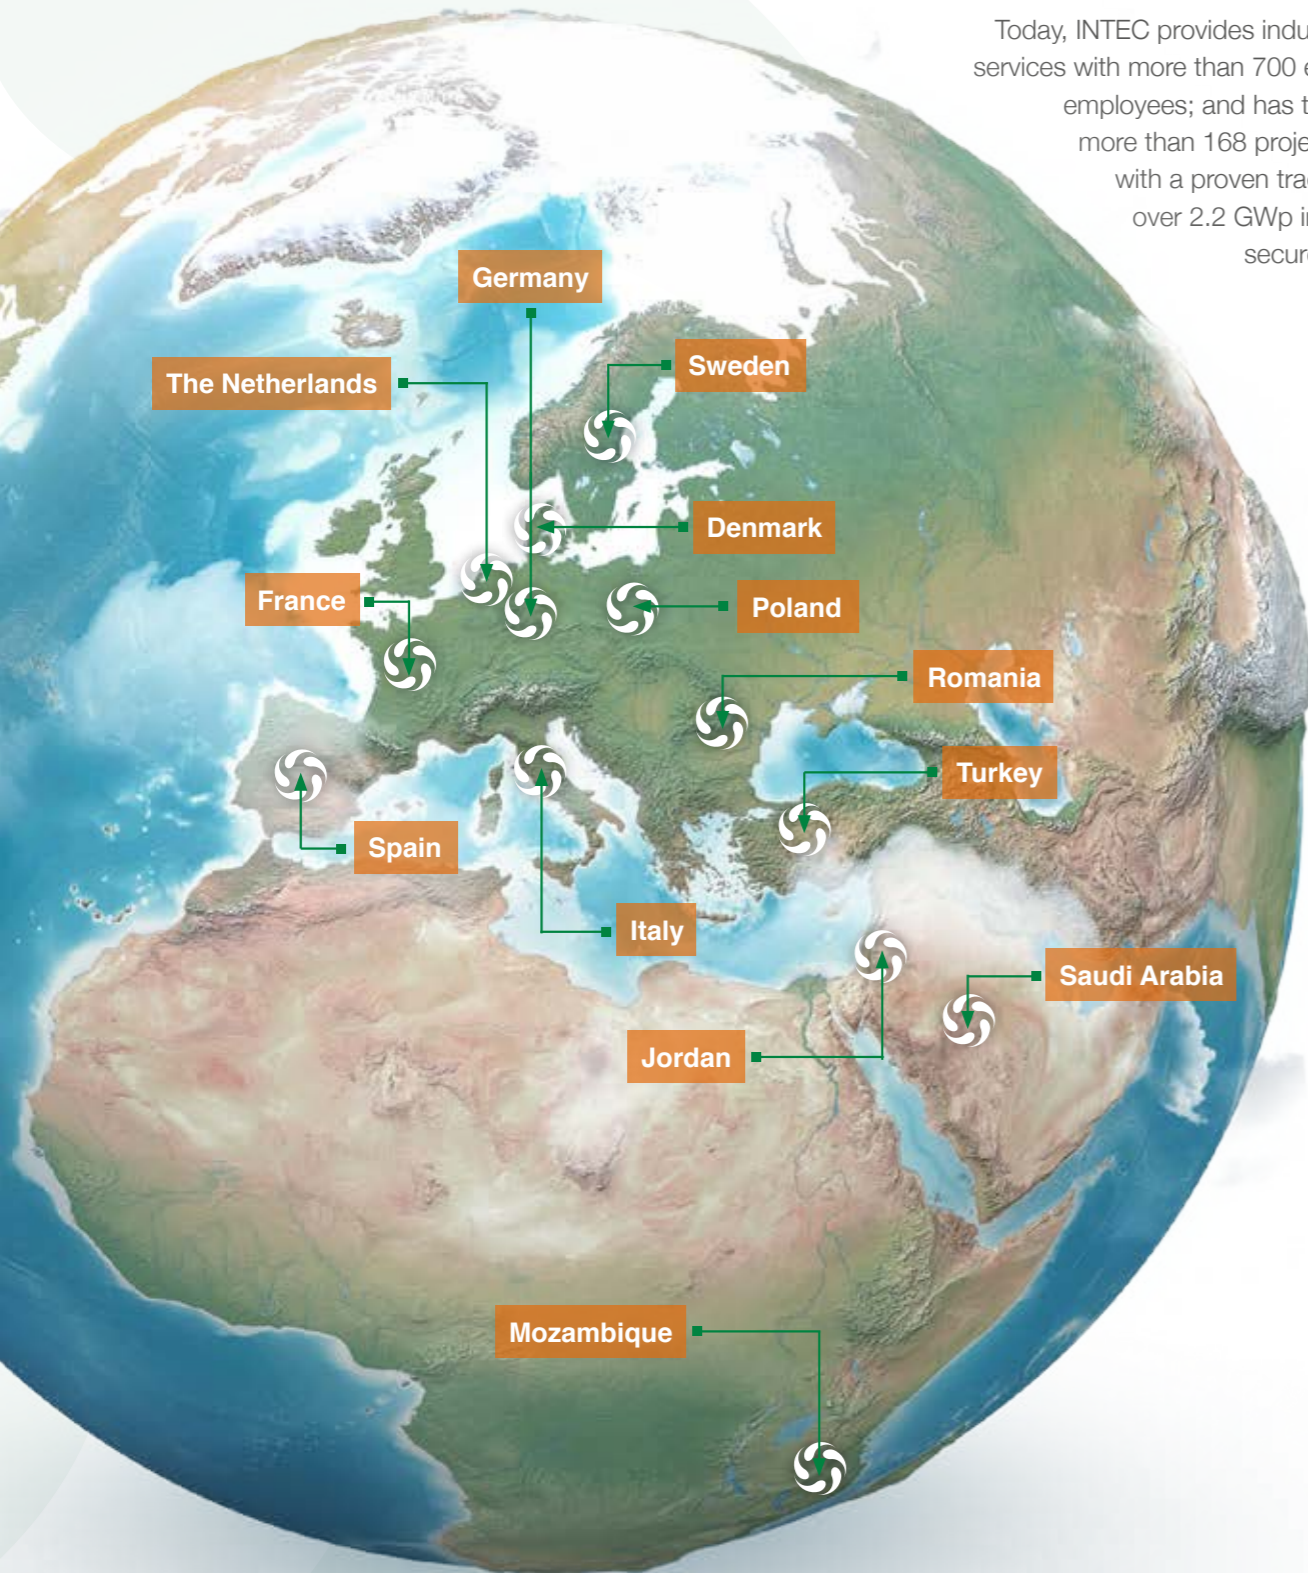 Today, INTEC provides indu
services with more than 700 e
employees; and has t
more than 168 proje
with a proven tra
over 2.2 GWp i
secur
Germany
Sweden
The Netherlands
Denmark
France
Poland
Romania
Turkey
Spain
Italy
Saudi Arabia
Jordan
Mozambique